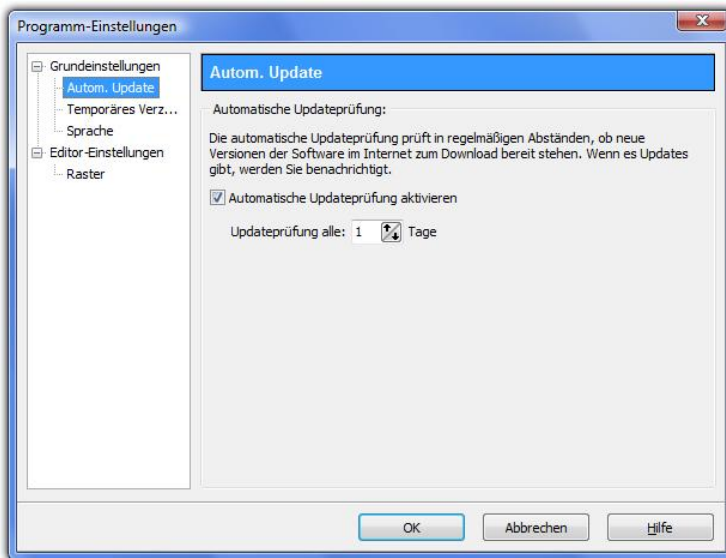 Programm-Einstellungen
Grundeinstellungen
Autom. Update
Temporäres Verz...
Sprache
Editor-Einstellungen
Raster
Autom. Update
Automatische Updateprüfung:
Die automatische Updateprüfung prüft in regelmäßigen Abständen, ob neue
Versionen der Software im Internet zum Download bereit stehen. Wenn es Updates
gibt, werden Sie benachrichtigt.
Automatische Updateprüfung aktivieren
Updateprüfung alle: 1 Tage
OK
Abbrechen
Hilfe